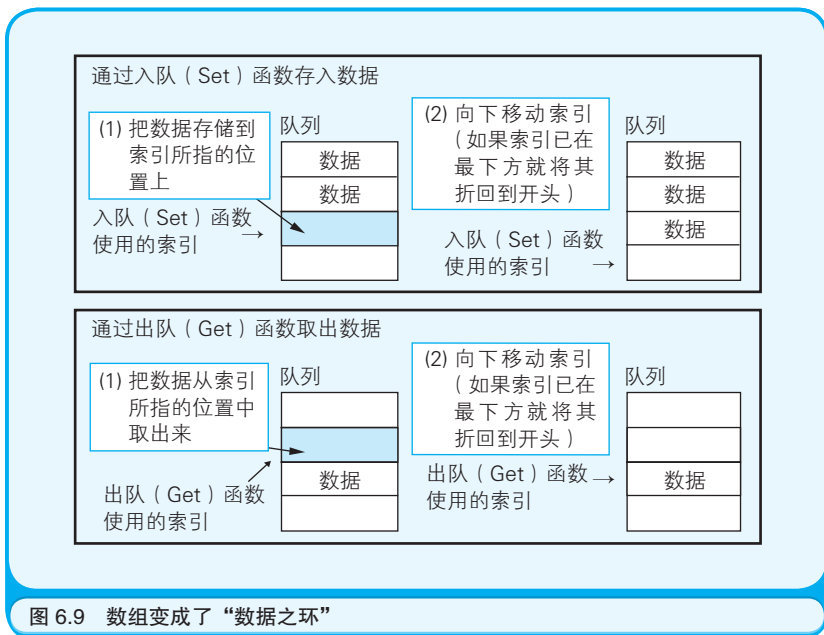 通过入队（Set）函数存入数据
(1) 把数据存储到
索引所指的位
置上
队列
数据
数据
入队（Set）函数
使用的索引 →
(2) 向下移动索引
（如果索引已在
最下方就将其
折回到开头）
队列
数据
数据
数据
入队（Set）函数
使用的索引 →
通过出队（Get）函数取出数据
(1) 把数据从索引
所指的位置中
取出来
队列
数据
出队（Get）函数
使用的索引
(2) 向下移动索引
（如果索引已在
最下方就将其
折回到开头）
队列
数据
出队（Get）函数 →
使用的索引
图 6.9 数组变成了“数据之环”